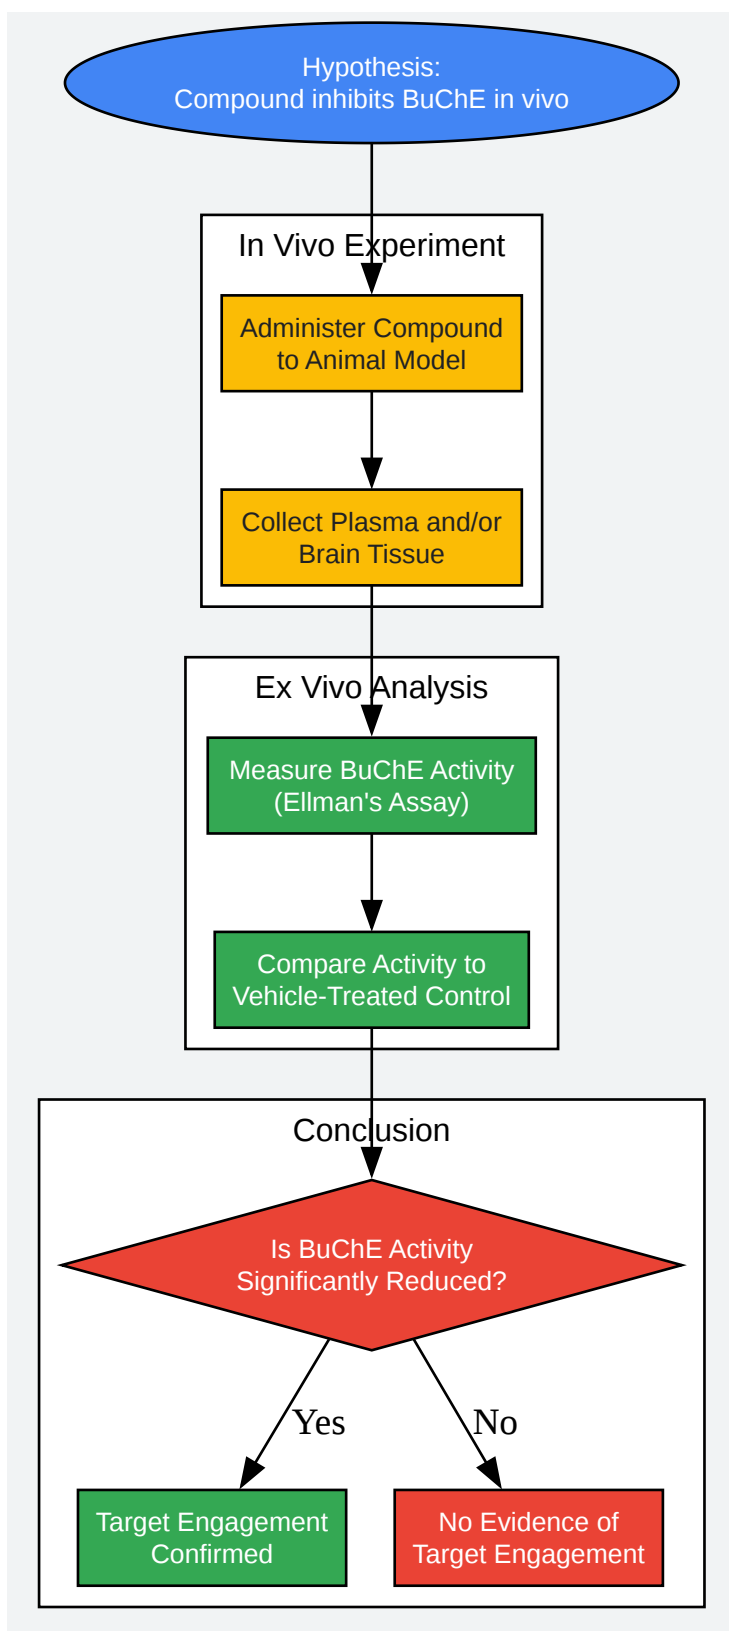 Hypothesis:
Compound inhibits BuChE in vivo
In Vivo Experiment
Administer Compound
to Animal Model
Collect Plasma and/or
Brain Tissue
Ex Vivo Analysis
Measure BuChE Activity
(Ellman's Assay)
Compare Activity to
Vehicle-Treated Control
Conclusion
Is BuChE Activity
Significantly Reduced?
Yes
No
Target Engagement
Confirmed
No Evidence of
Target Engagement